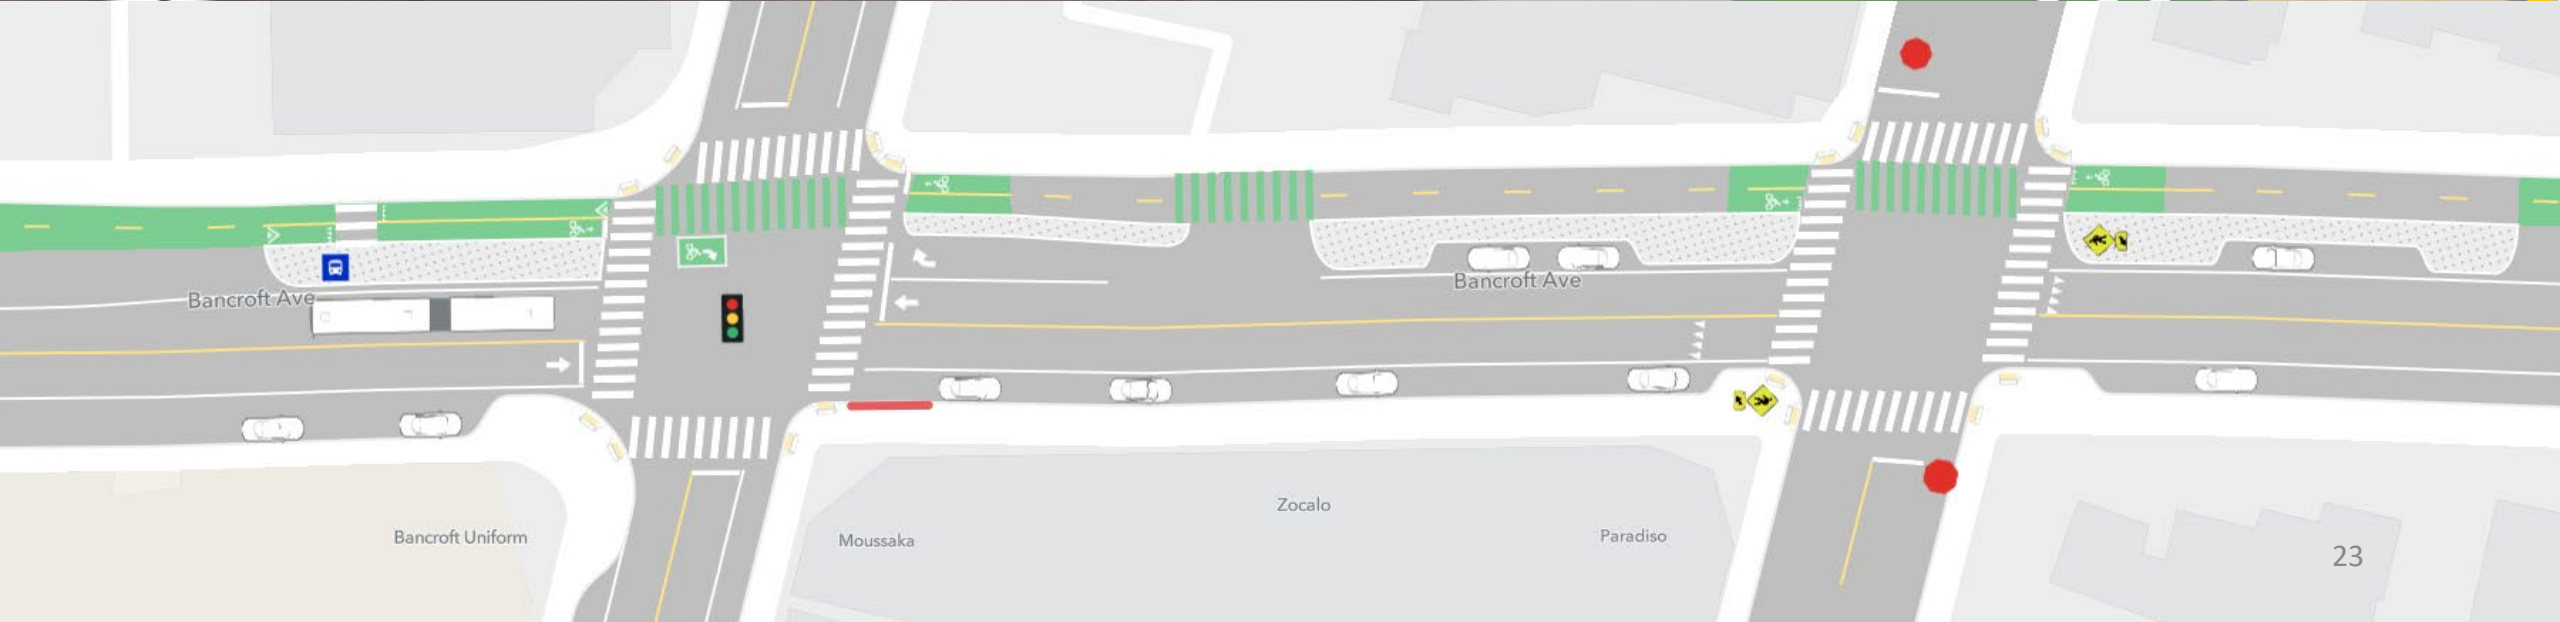 Bancroft Ave
Bancroft Ave
Zocalo
Bancroft Uniform
Moussaka
Paradiso
23